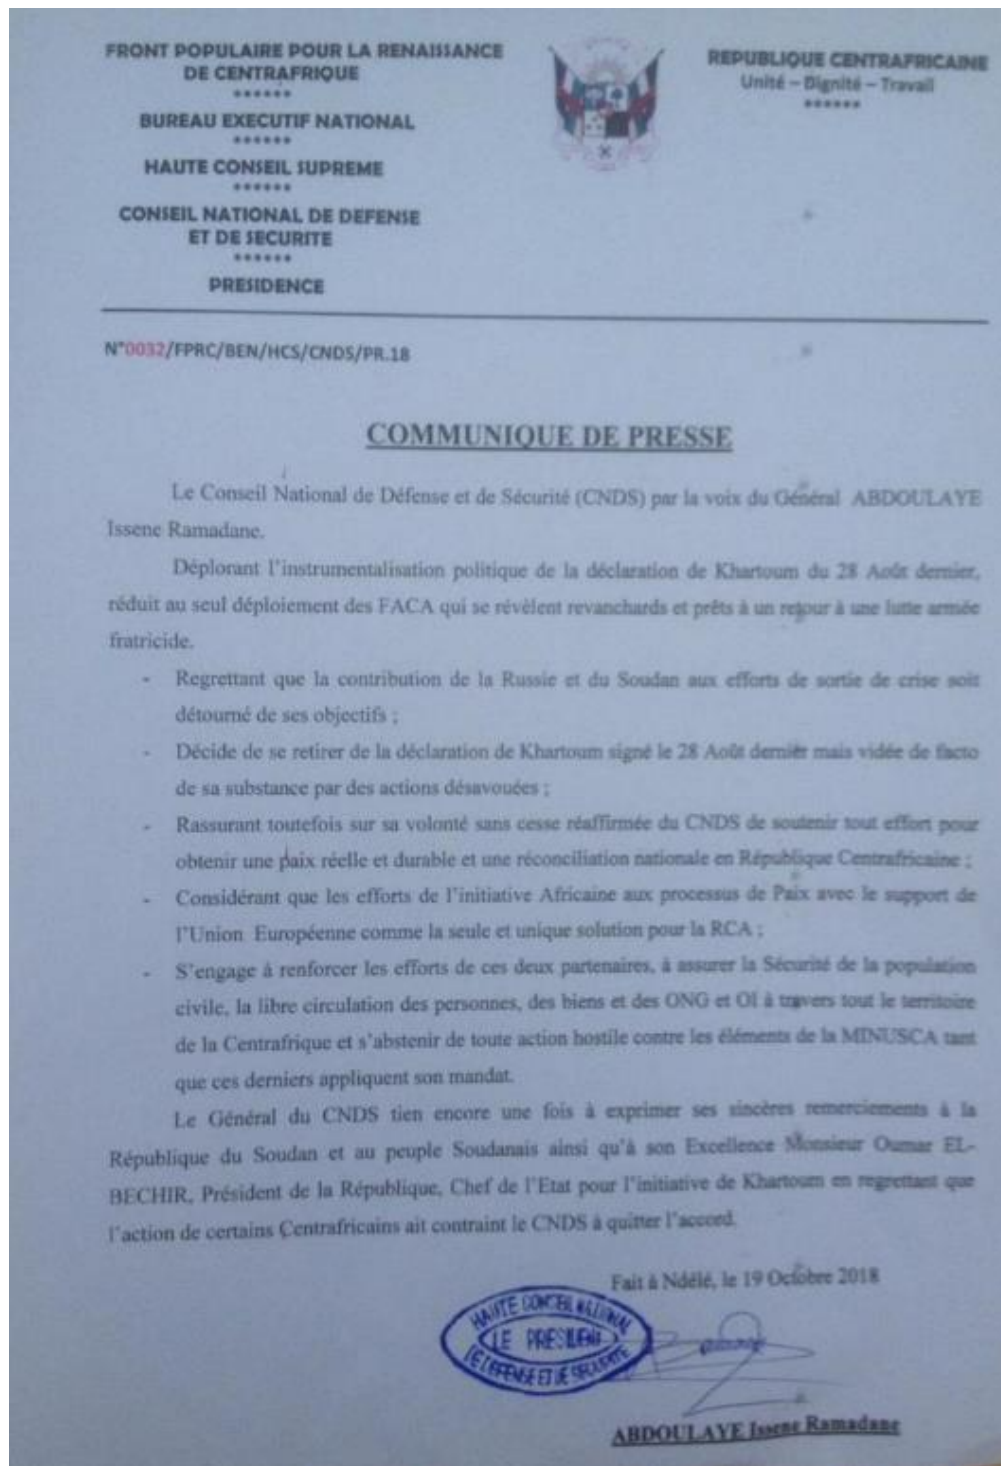 FRONT POPULAIRE POUR LA RENAISSANCE
DE CENTRAFRIQUE
******
BUREAU EXECUTIF NATIONAL
******
HAUTE CONSEIL SUPREME
******
CONSEIL NATIONAL DE DEFENSE
ET DE SECURITE
******
PRESIDENCE
REPUBLIQUE CENTRAFRICAINE
Unité – Dignité – Travail
******
N°0032/FPRC/BEN/HCS/CNDS/PR.18
COMMUNIQUE DE PRESSE
Le Conseil National de Défense et de Sécurité (CNDS) par la voix du Général ABDOULAYE
Issene Ramadane.
Déplorant l'instrumentalisation politique de la déclaration de Khartoum du 28 Août dernier,
réduit au seul déploiement des FACA qui se révèlent revanchards et prêts à un retour à une lutte armée
fratricide.
- Regrettant que la contribution de la Russie et du Soudan aux efforts de sortie de crise soit
détourné de ses objectifs ;
- Décide de se retirer de la déclaration de Khartoum signé le 28 Août dernier mais vidée de facto
de sa substance par des actions désavouées ;
- Rassurant toutefois sur sa volonté sans cesse réaffirmée du CNDS de soutenir tout effort pour
obtenir une paix réelle et durable et une réconciliation nationale en République Centrafricaine ;
- Considérant que les efforts de l'initiative Africaine aux processus de Paix avec le support de
l'Union Européenne comme la seule et unique solution pour la RCA ;
- S'engage à renforcer les efforts de ces deux partenaires, à assurer la Sécurité de la population
civile, la libre circulation des personnes, des biens et des ONG et OI à travers tout le territoire
de la Centrafrique et s'abstenir de toute action hostile contre les éléments de la MINUSCA tant
que ces derniers appliquent son mandat.
Le Général du CNDS tien encore une fois à exprimer ses sincères remerciements à la
République du Soudan et au peuple Soudanais ainsi qu'à son Excellence Monsieur Oumar EL-
BECHIR, Président de la République, Chef de l'Etat pour l'initiative de Khartoum en regrettant que
l'action de certains Centrafricains ait contraint le CNDS à quitter l'accord.
Fait à Ndélé, le 19 Octobre 2018
HAUTE CONSEIL NATIONAL
LE PRESIDENT
DE DEFENSE ET DE SECURITE
ABDOULAYE Issene Ramadane